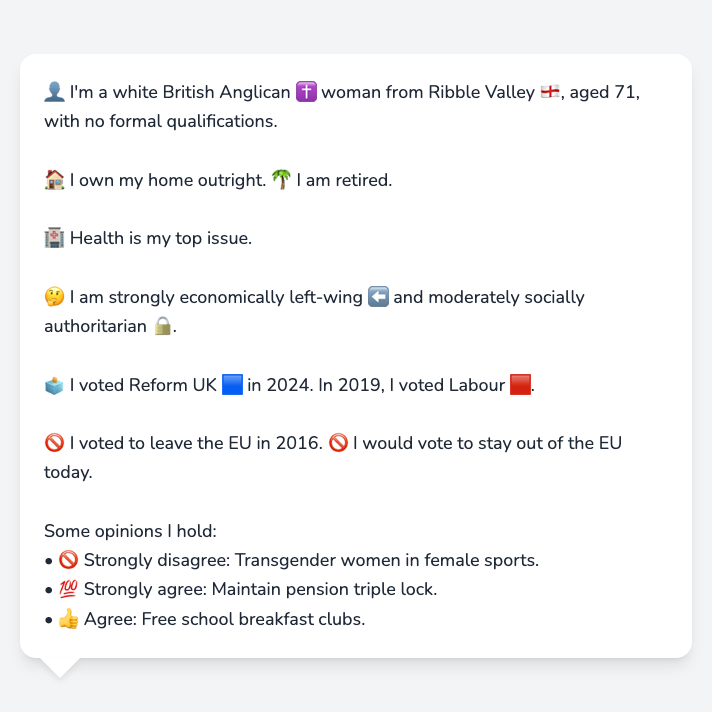 👤 I'm a white British Anglican ✝️ woman from Ribble Valley 🏴󠁧󠁢󠁥󠁮󠁧󠁿, aged 71,
with no formal qualifications.
🏠 I own my home outright. 🌴 I am retired.
🏥 Health is my top issue.
🤔 I am strongly economically left-wing ⬅️ and moderately socially
authoritarian 🔒.
🗳️ I voted Reform UK 🟦 in 2024. In 2019, I voted Labour 🟥.
🚫 I voted to leave the EU in 2016. 🚫 I would vote to stay out of the EU
today.
Some opinions I hold:
• 🚫 Strongly disagree: Transgender women in female sports.
• 💯 Strongly agree: Maintain pension triple lock.
• 👍 Agree: Free school breakfast clubs.